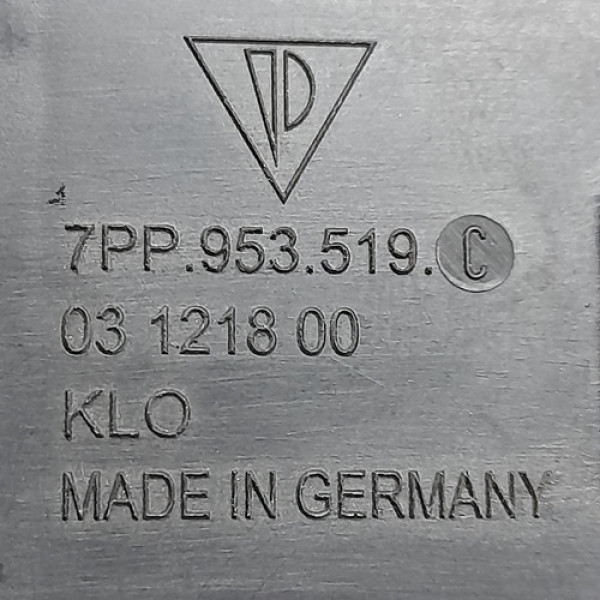 7PP.953.519.C
03 1218 00
KLO
MADE IN GERMANY